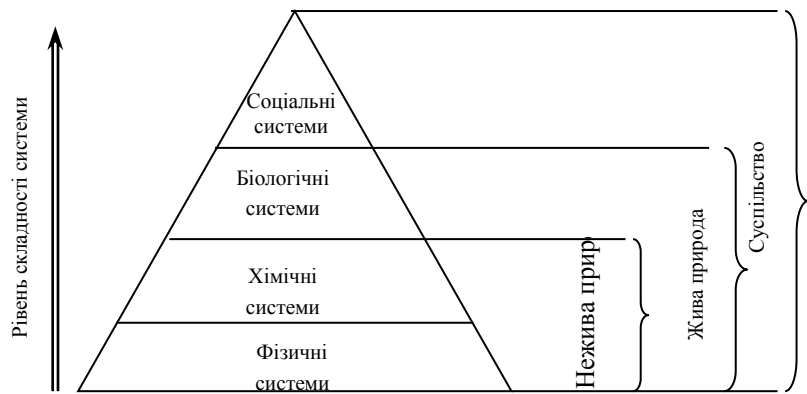 Соціальні
системи
Біологічні
системи
Хімічні
системи
Фізичні
системи
Рівень складності системи
Нежива прир
Жива природа
Суспільство